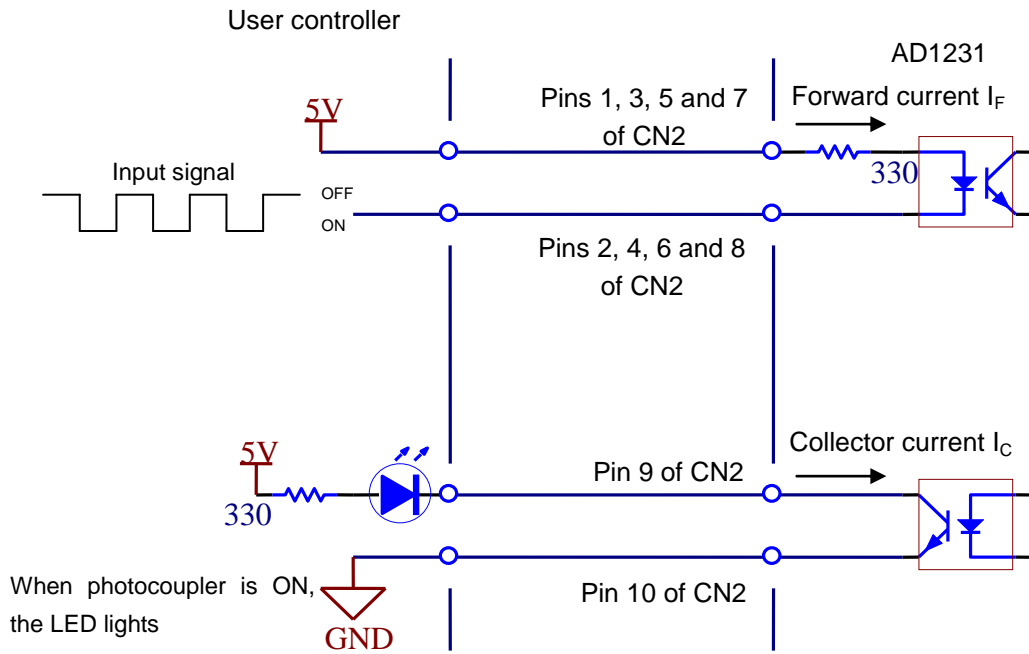 User controller
AD1231
Pins 1, 3, 5 and 7
of CN2
Forward current IF
5V
330
Input signal
OFF
ON
Pins 2, 4, 6 and 8
of CN2
5V
330
Pin 9 of CN2
Collector current IC
Pin 10 of CN2
When photocoupler is ON,
the LED lights
GND